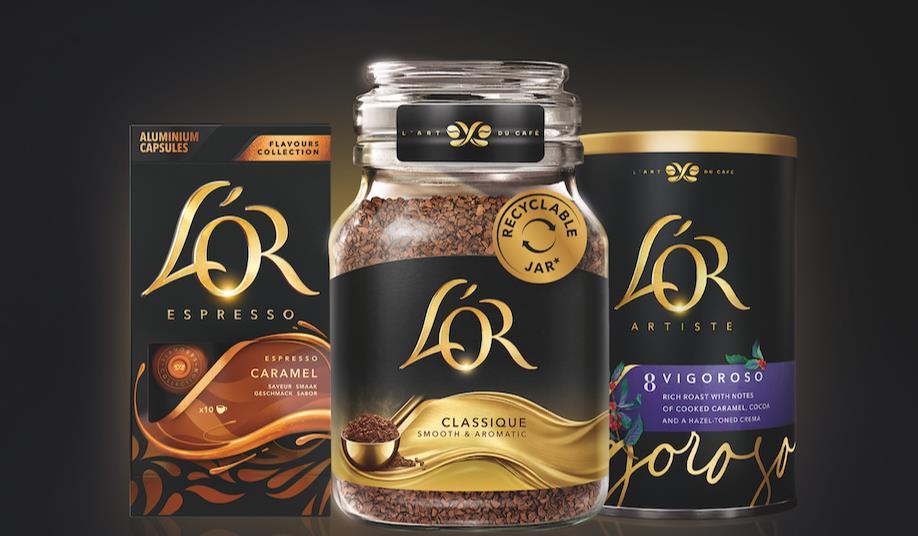 ALUMINIUM
CAPSULES
FLAVOURS
COLLECTION
L'OR
ESPRESSO
ESPRESSO
CARAMEL
SAVEUR SMAAK
GESCHMACK SABOR
x10
L'ART DU CAFÉ
RECYCLABLE
JAR*
L'OR
CLASSIQUE
SMOOTH & AROMATIC
L'ART DU CAFÉ
L'OR
ARTISTE
8 VIGOROSO
RICH ROAST WITH NOTES
OF COOKED CARAMEL, COCOA
AND A HAZEL-TONED CREMA
goroso